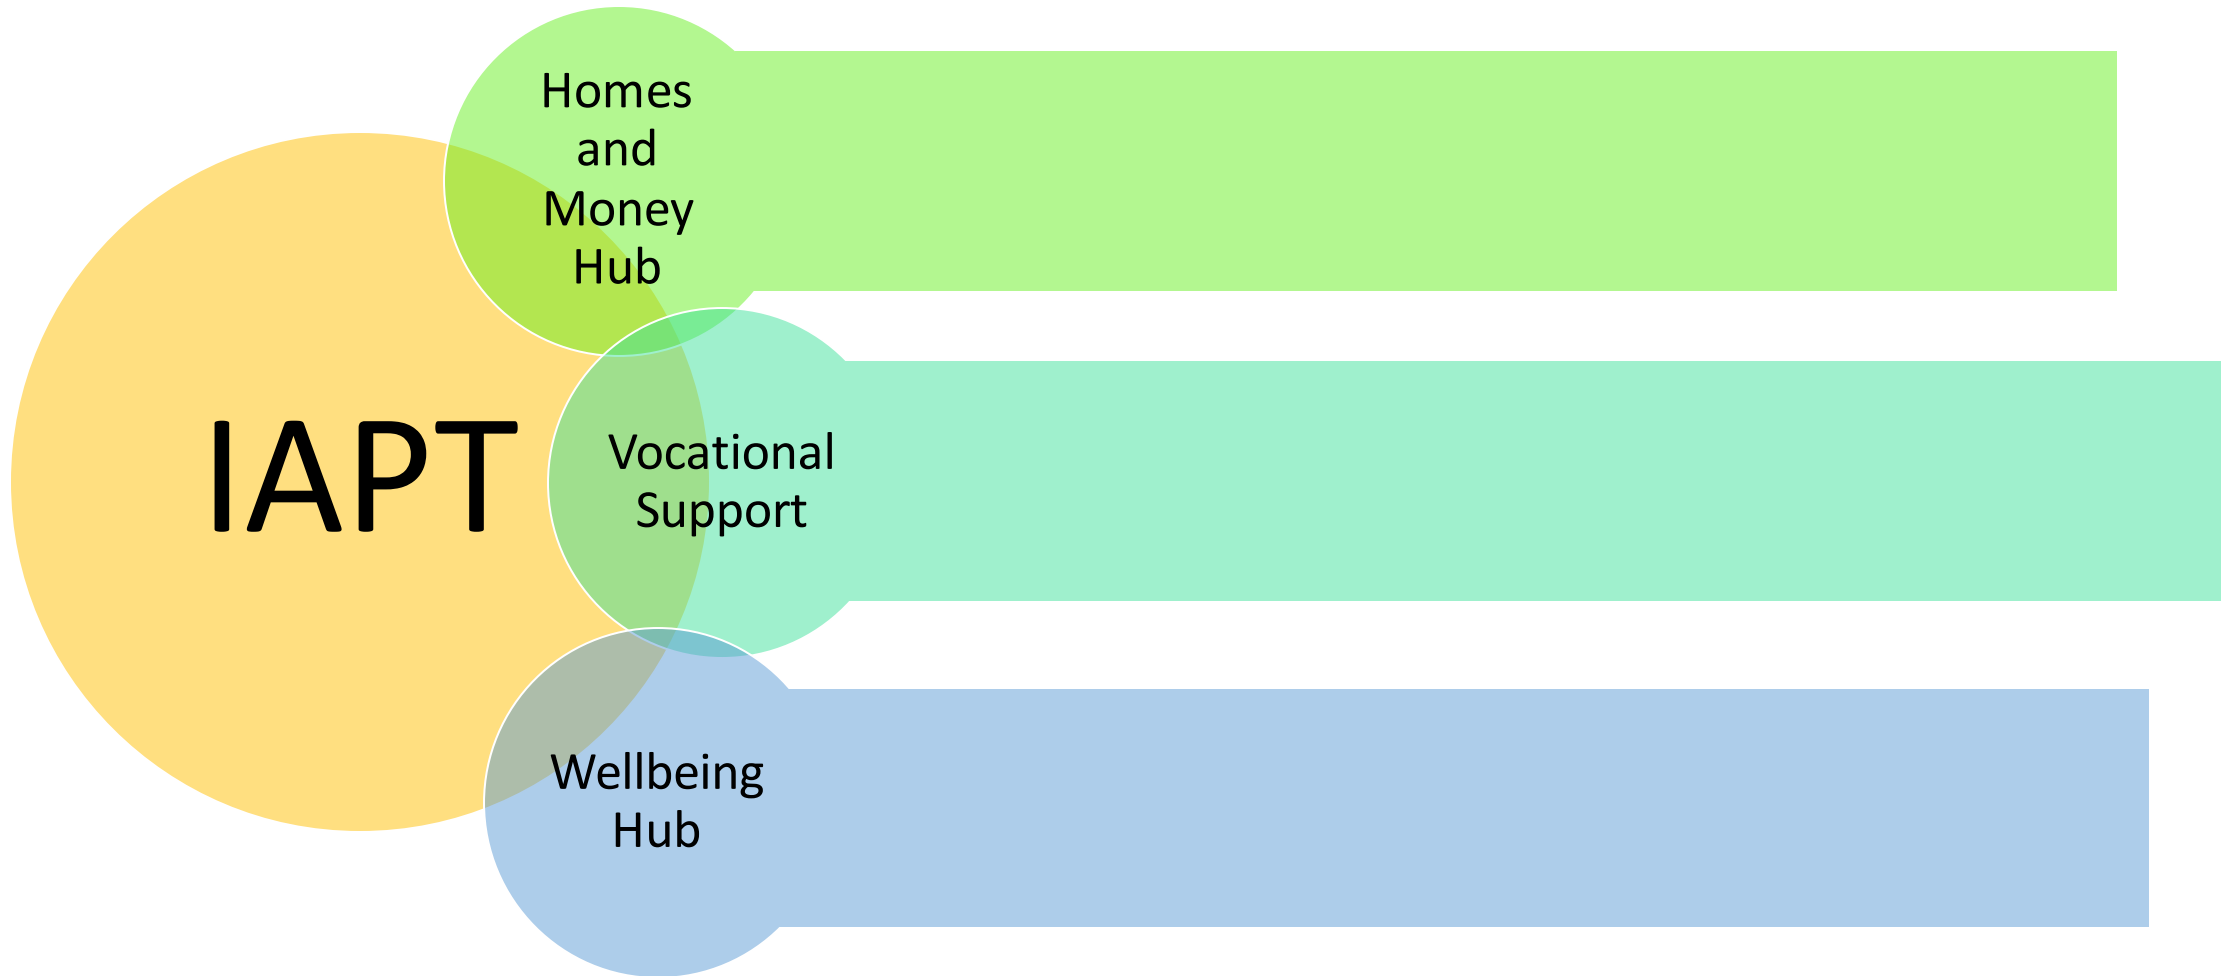 IAPT
Homes
and
Money
Hub
Vocational
Support
Wellbeing
Hub